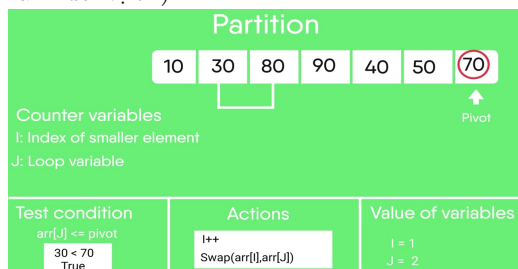 Partition
10 30 80 90 40 50 70
Pivot
Counter variables
I: Index of smaller element
J: Loop variable
Test condition
arr[J] <= pivot
30 < 70
True
Actions
I++
Swap(arr[I],arr[J])
Value of variables
I = 1
J = 2